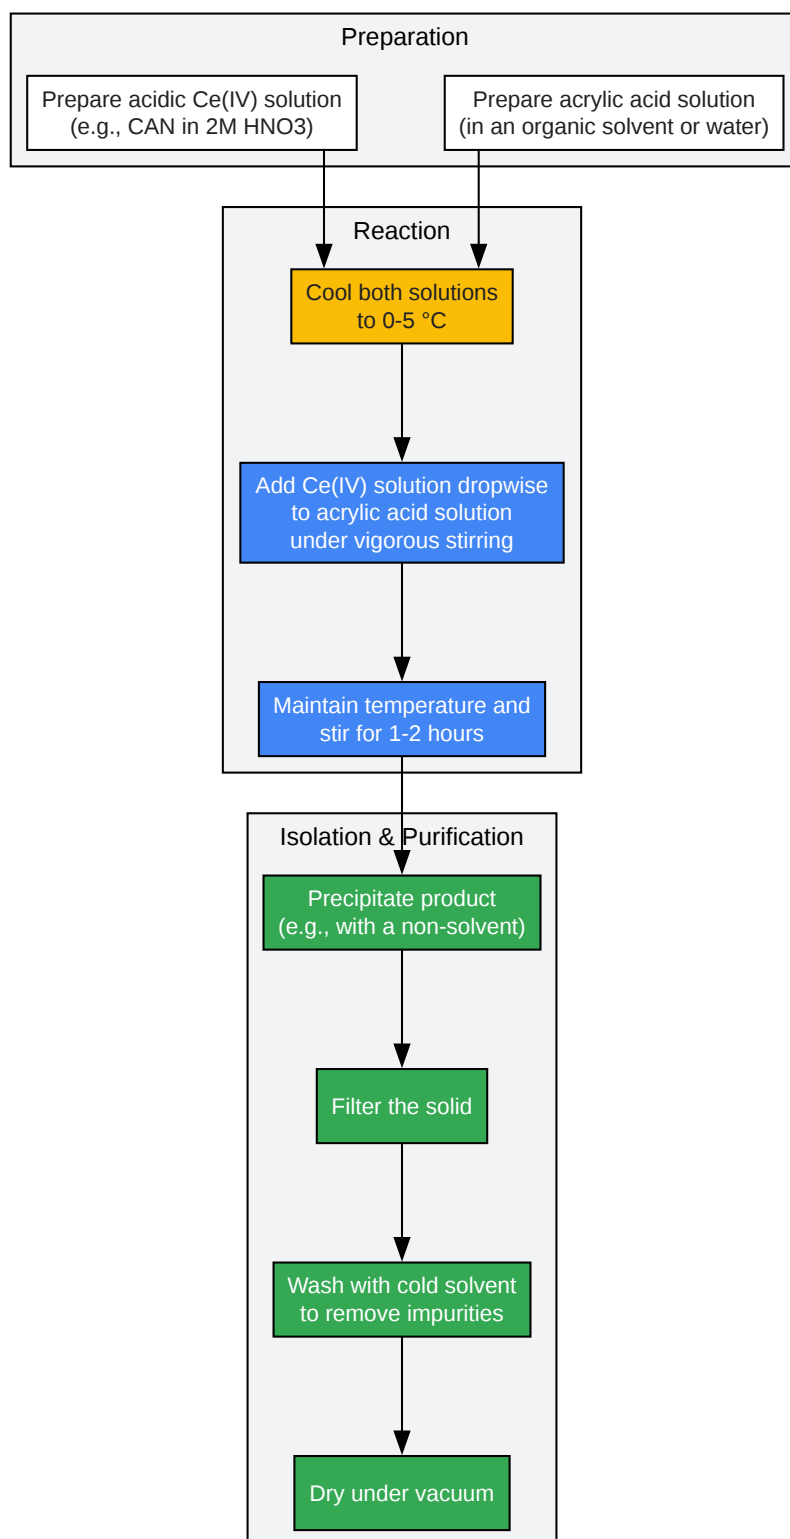 Preparation
Prepare acidic Ce(IV) solution
(e.g., CAN in 2M HNO3)
Prepare acrylic acid solution
(in an organic solvent or water)
Reaction
Cool both solutions
to 0-5 °C
Add Ce(IV) solution dropwise
to acrylic acid solution
under vigorous stirring
Maintain temperature and
stir for 1-2 hours
Isolation & Purification
Precipitate product
(e.g., with a non-solvent)
Filter the solid
Wash with cold solvent
to remove impurities
Dry under vacuum